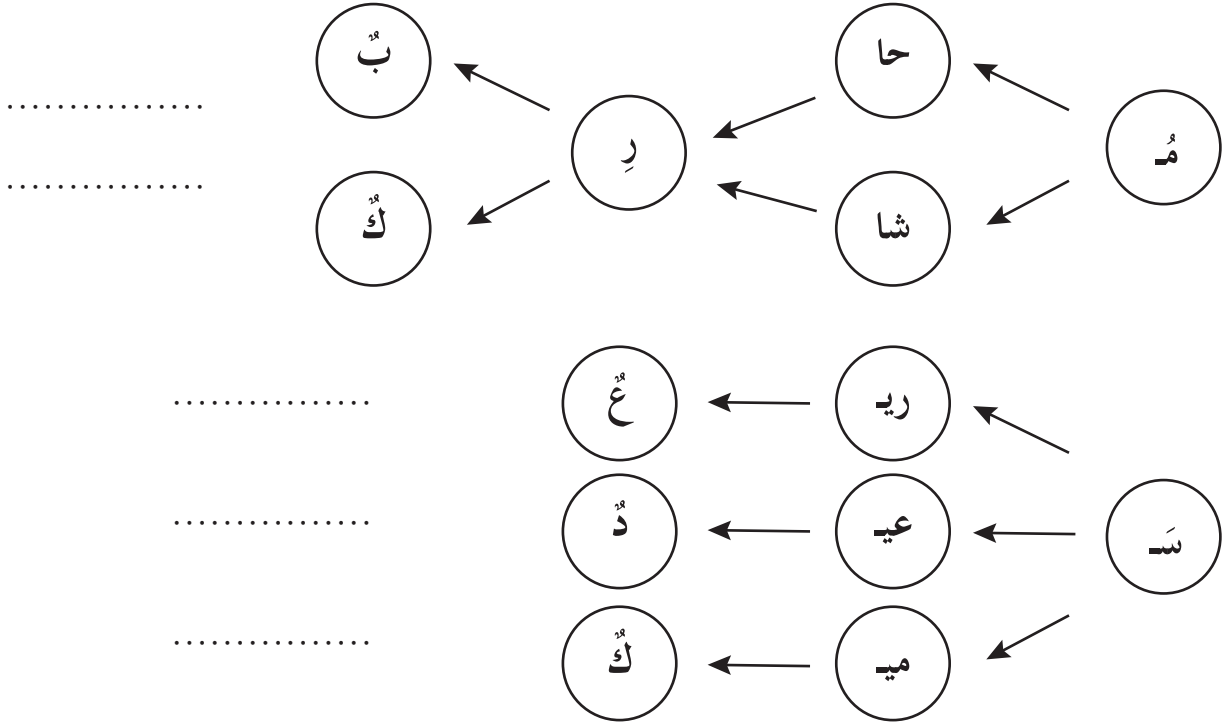 حا بٌ
مُـ رِ ................
شا كٌ ................
ريـ عٌ ................
سَـ عيـ دٌ ................
ميـ كٌ ................